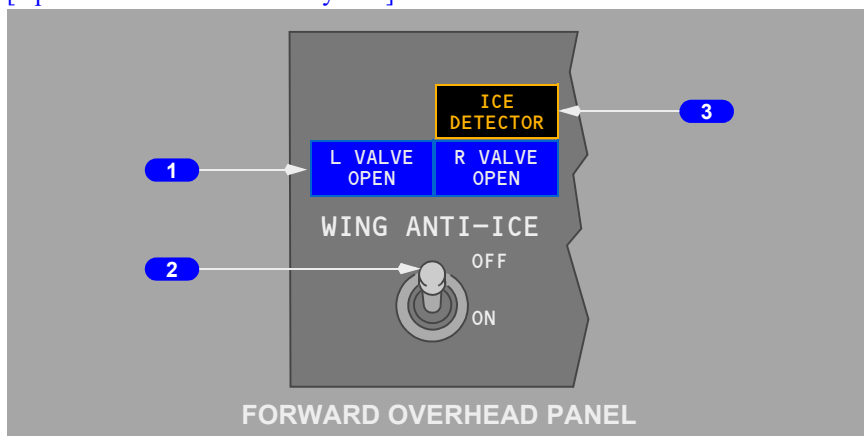 ICE
DETECTOR
3
L VALVE
OPEN
R VALVE
OPEN
1
WING ANTI-ICE
OFF
2
ON
FORWARD OVERHEAD PANEL